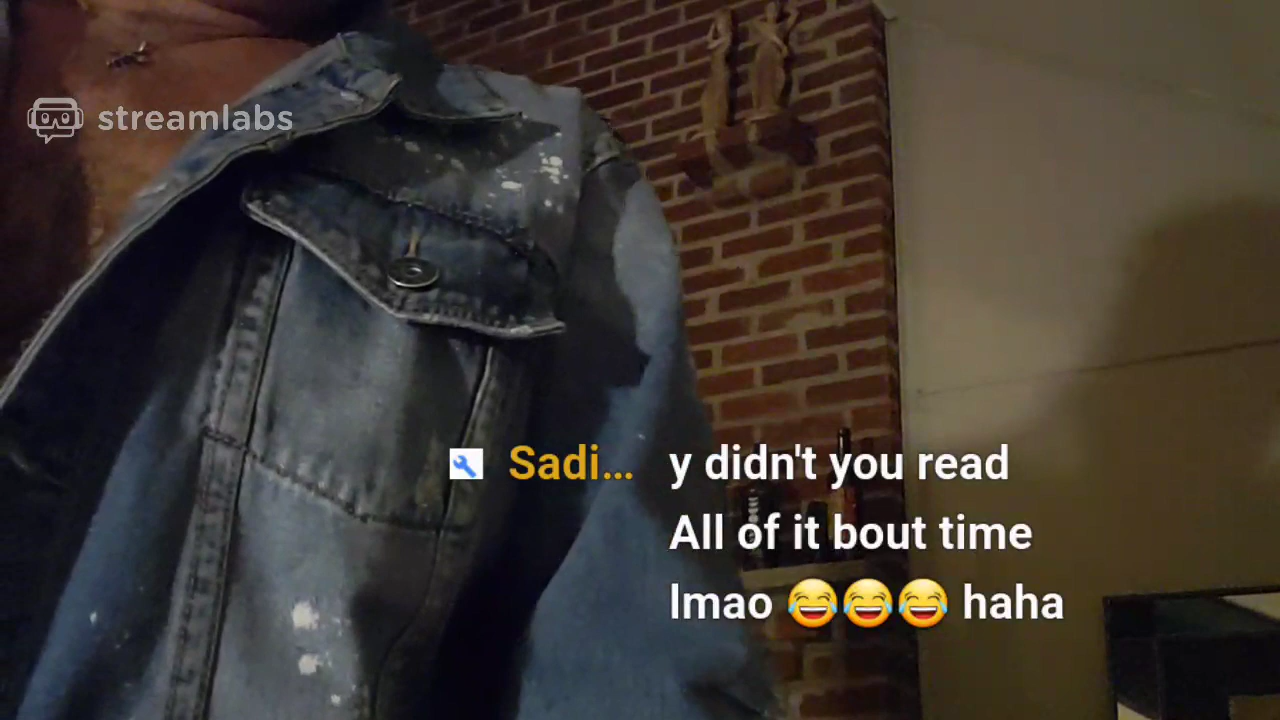 streamlabs
Sadi... y didn't you read
All of it bout time
lmao 😂😂😂 haha